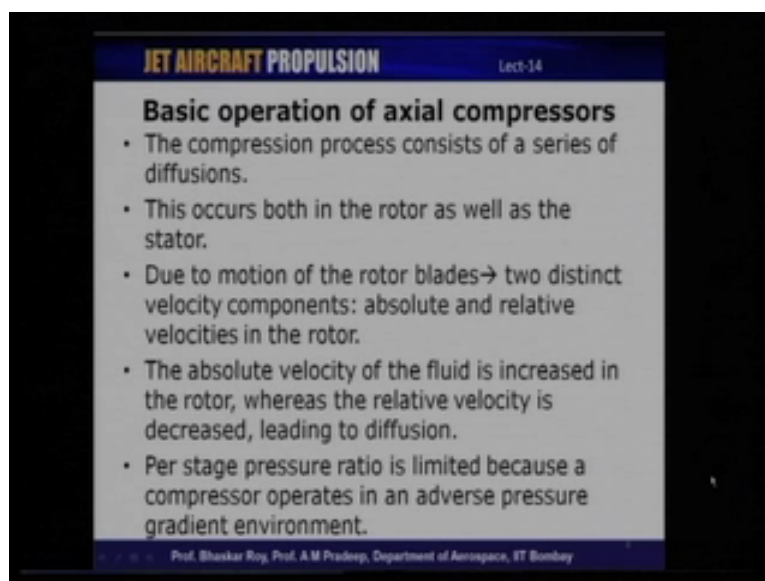 JET AIRCRAFT PROPULSION Lect-14
Basic operation of axial compressors
• The compression process consists of a series of
diffusions.
• This occurs both in the rotor as well as the
stator.
• Due to motion of the rotor blades→ two distinct
velocity components: absolute and relative
velocities in the rotor.
• The absolute velocity of the fluid is increased in
the rotor, whereas the relative velocity is
decreased, leading to diffusion.
• Per stage pressure ratio is limited because a
compressor operates in an adverse pressure
gradient environment.
Prof. Bhaskar Roy, Prof. A M Pradeep, Department of Aerospace, IIT Bombay